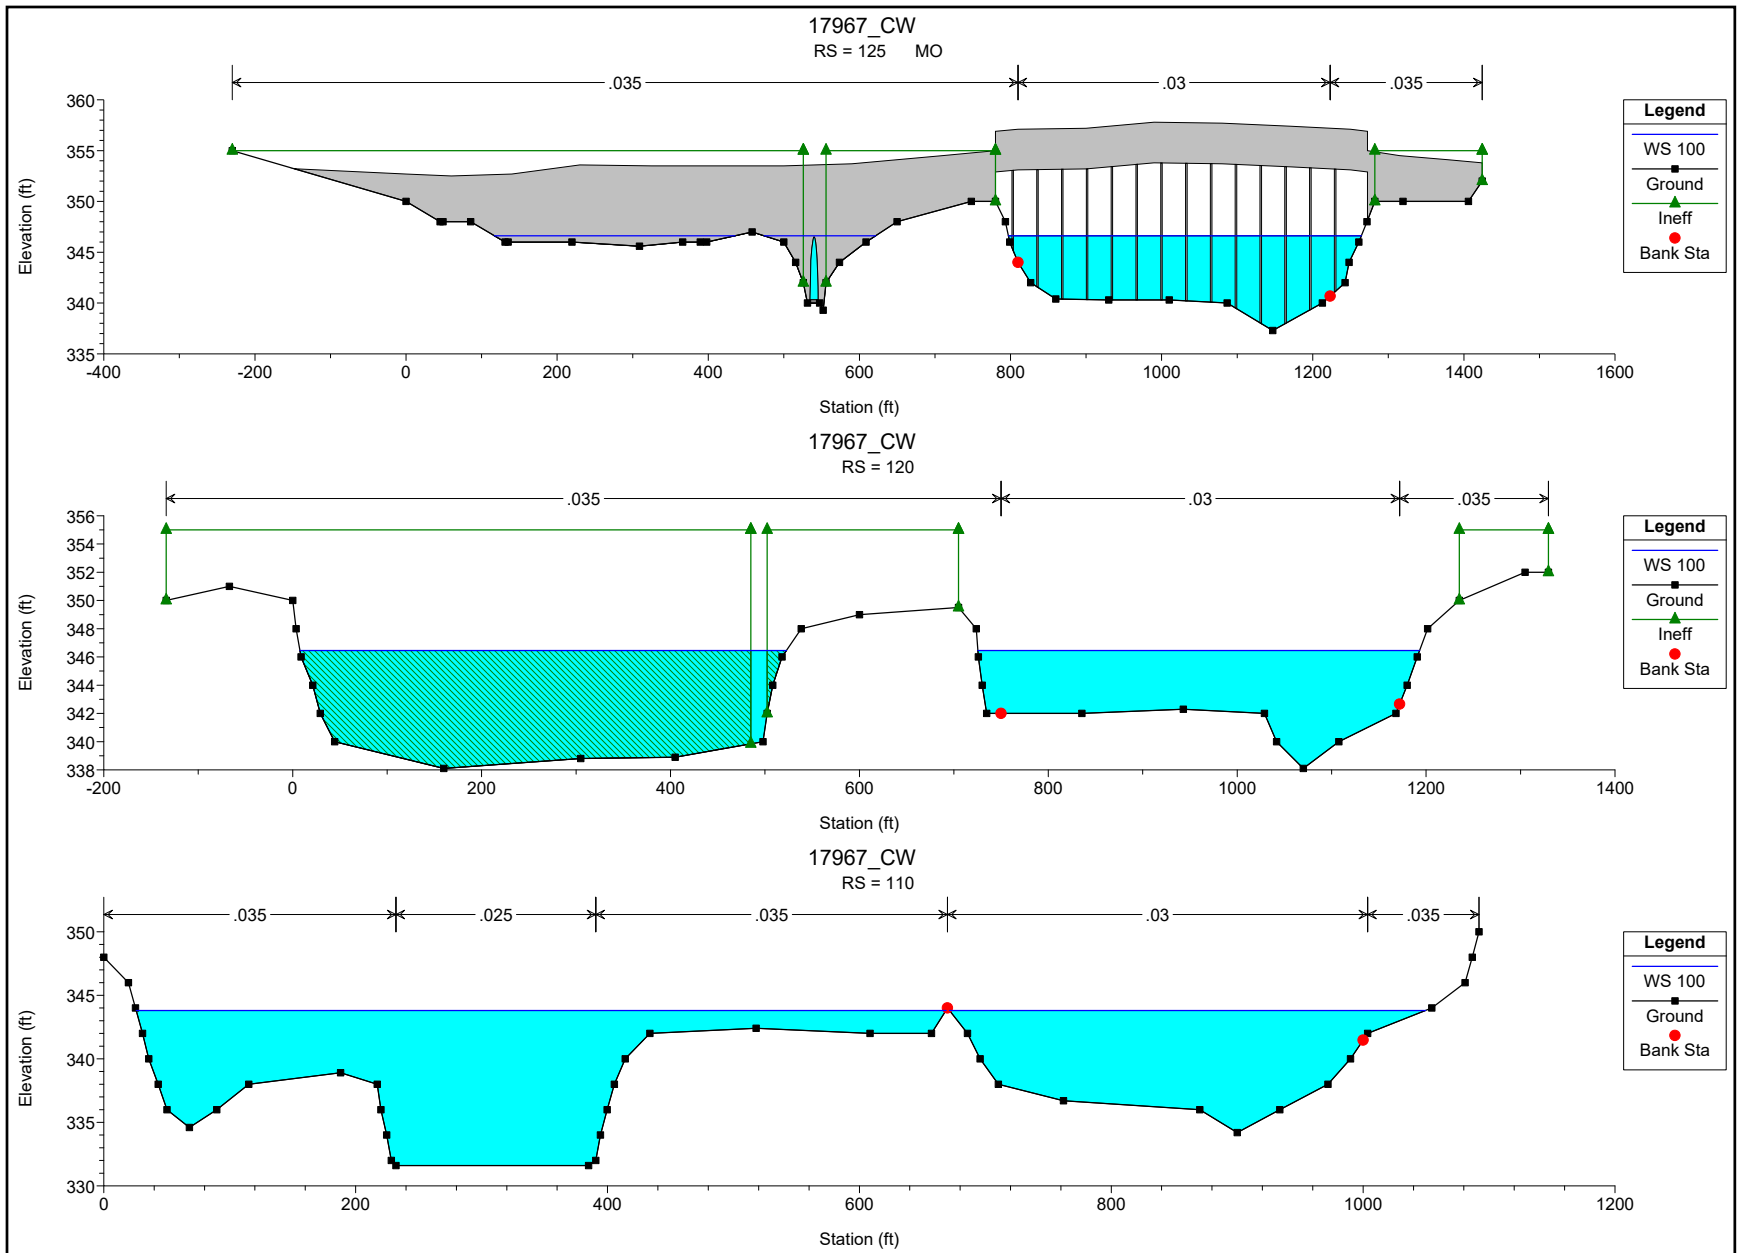 17967_CW
RS = 125 MO
.035 .03 .035
Elevation (ft)
360
355
350
345
340
335
-400 -200 0 200 400 600 800 1000 1200 1400 1600
Station (ft)
Legend
WS 100
Ground
Ineff
Bank Sta
17967_CW
RS = 120
.035 .03 .035
Elevation (ft)
356
354
352
350
348
346
344
342
340
338
-200 0 200 400 600 800 1000 1200 1400
Station (ft)
Legend
WS 100
Ground
Ineff
Bank Sta
17967_CW
RS = 110
.035 .025 .035 .03 .035
Elevation (ft)
350
345
340
335
330
0 200 400 600 800 1000 1200
Station (ft)
Legend
WS 100
Ground
Bank Sta